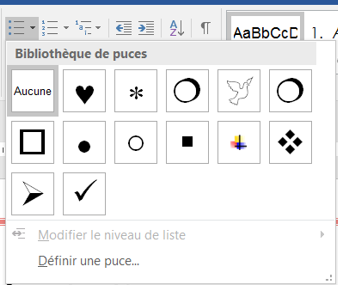 AaBbCcD 1. A
Bibliothèque de puces
Aucune
Modifier le niveau de liste
Définir une puce...